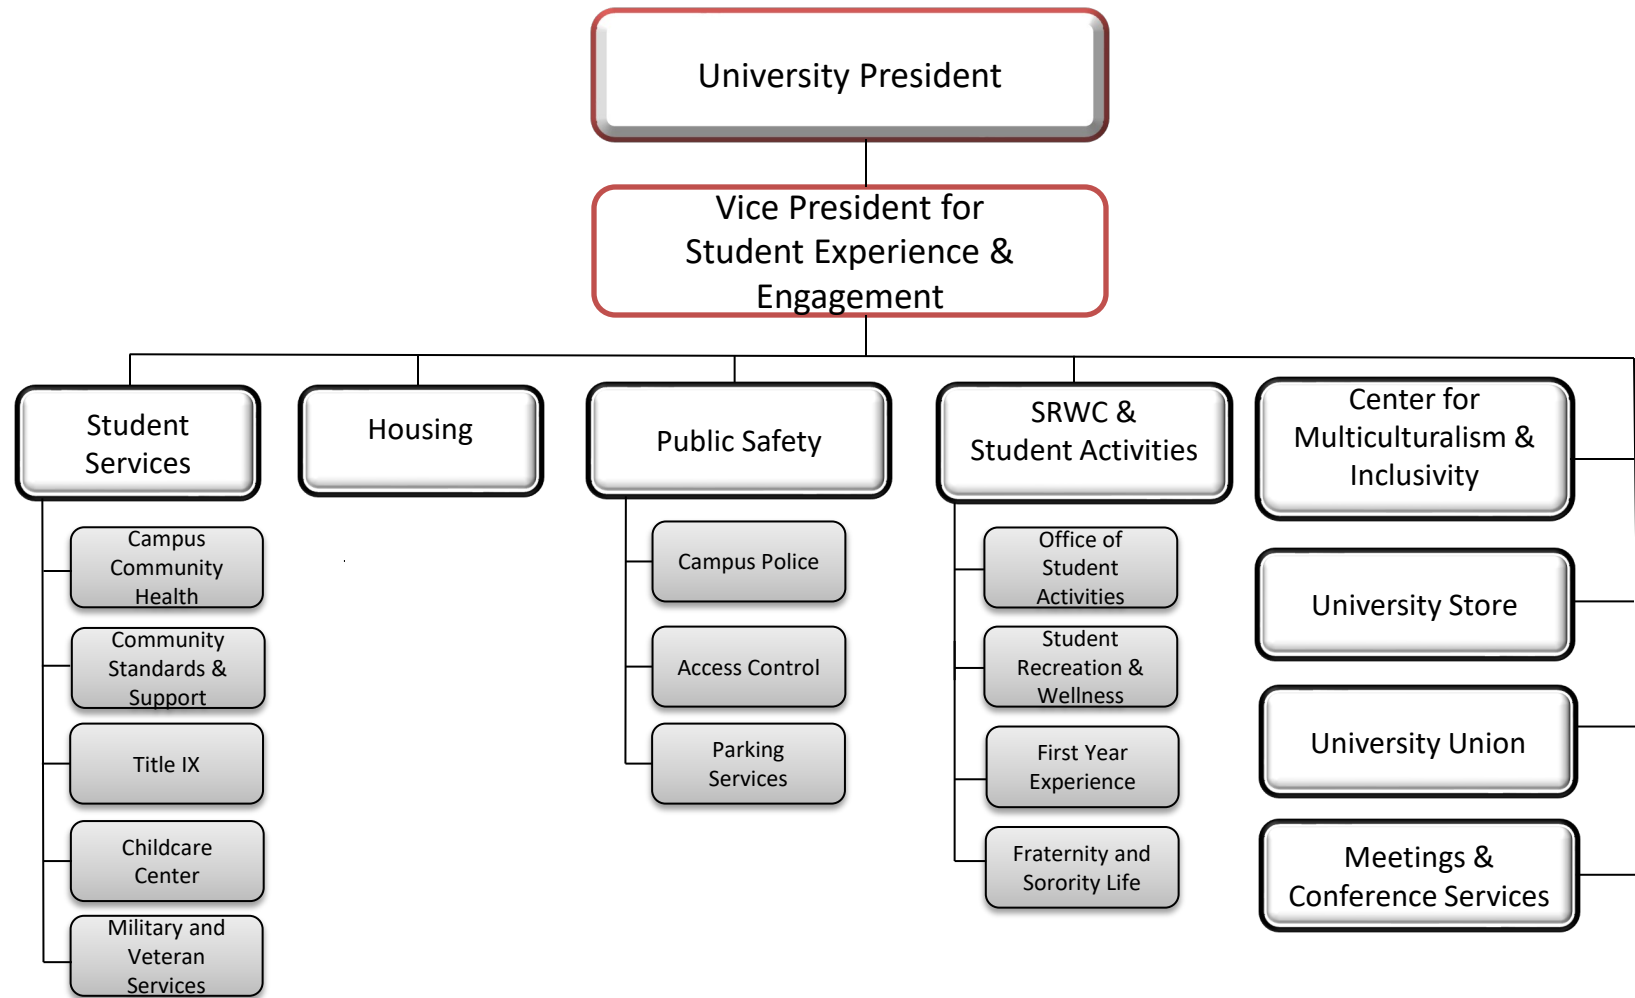 University President
Vice President for
Student Experience &
Engagement
Student
Services
Campus
Community
Health
Community
Standards &
Support
Title IX
Childcare
Center
Military and
Veteran
Services
Housing
Public Safety
Campus Police
Access Control
Parking
Services
SRWC &
Student Activities
Office of
Student
Activities
Student
Recreation &
Wellness
First Year
Experience
Fraternity and
Sorority Life
Center for
Multiculturalism &
Inclusivity
University Store
University Union
Meetings &
Conference Services